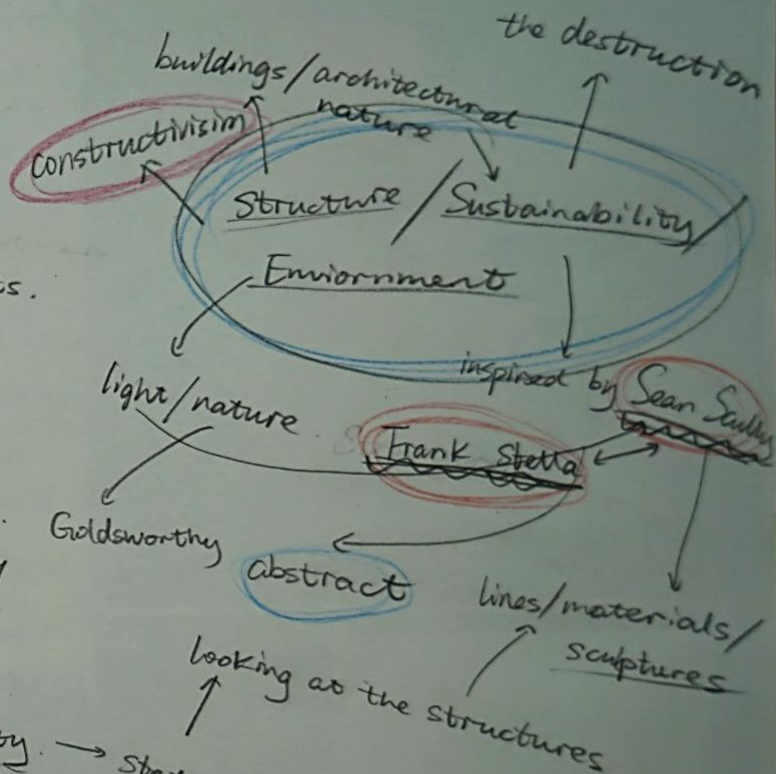 the destruction
buildings/architectural
nature
constructivisim
Structure / Sustainability /
Enviornment
s.
inspired by Sean Scully
light/nature
Frank Stella
Goldsworthy
abstract
lines/materials/
sculptures
looking at the structures